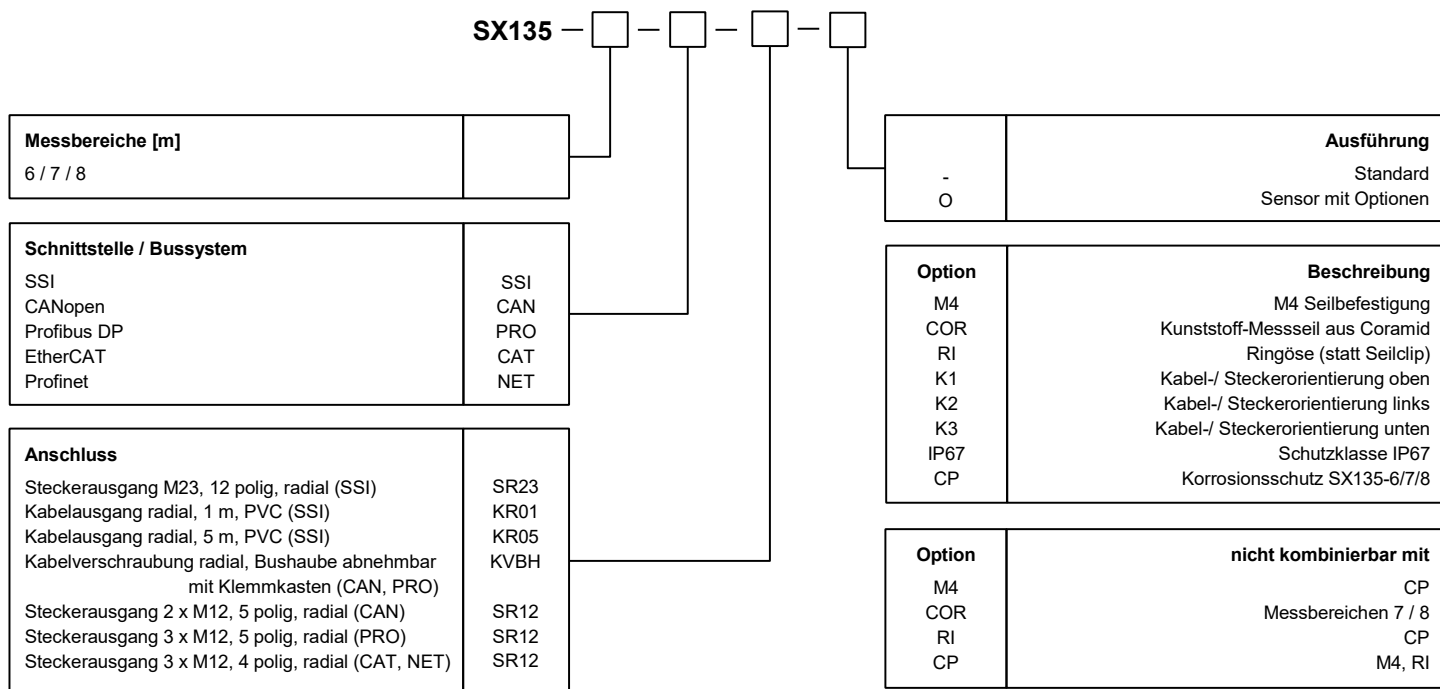 SX135 — — — —
Messbereiche [m]
6 / 7 / 8
Schnittstelle / Bussystem
SSI SSI
CANopen CAN
Profibus DP PRO
EtherCAT CAT
Profinet NET
Anschluss
Steckerausgang M23, 12 polig, radial (SSI) SR23
Kabelausgang radial, 1 m, PVC (SSI) KR01
Kabelausgang radial, 5 m, PVC (SSI) KR05
Kabelverschraubung radial, Bushaube abnehmbar KVBH
mit Klemmkasten (CAN, PRO)
Steckerausgang 2 x M12, 5 polig, radial (CAN) SR12
Steckerausgang 3 x M12, 5 polig, radial (PRO) SR12
Steckerausgang 3 x M12, 4 polig, radial (CAT, NET) SR12
Ausführung
- Standard
O Sensor mit Optionen
Option Beschreibung
M4 M4 Seilbefestigung
COR Kunststoff-Messseil aus Coramid
RI Ringöse (statt Seilclip)
K1 Kabel-/ Steckerorientierung oben
K2 Kabel-/ Steckerorientierung links
K3 Kabel-/ Steckerorientierung unten
IP67 Schutzklasse IP67
CP Korrosionsschutz SX135-6/7/8
Option nicht kombinierbar mit
M4 CP
COR Messbereichen 7 / 8
RI CP
CP M4, RI